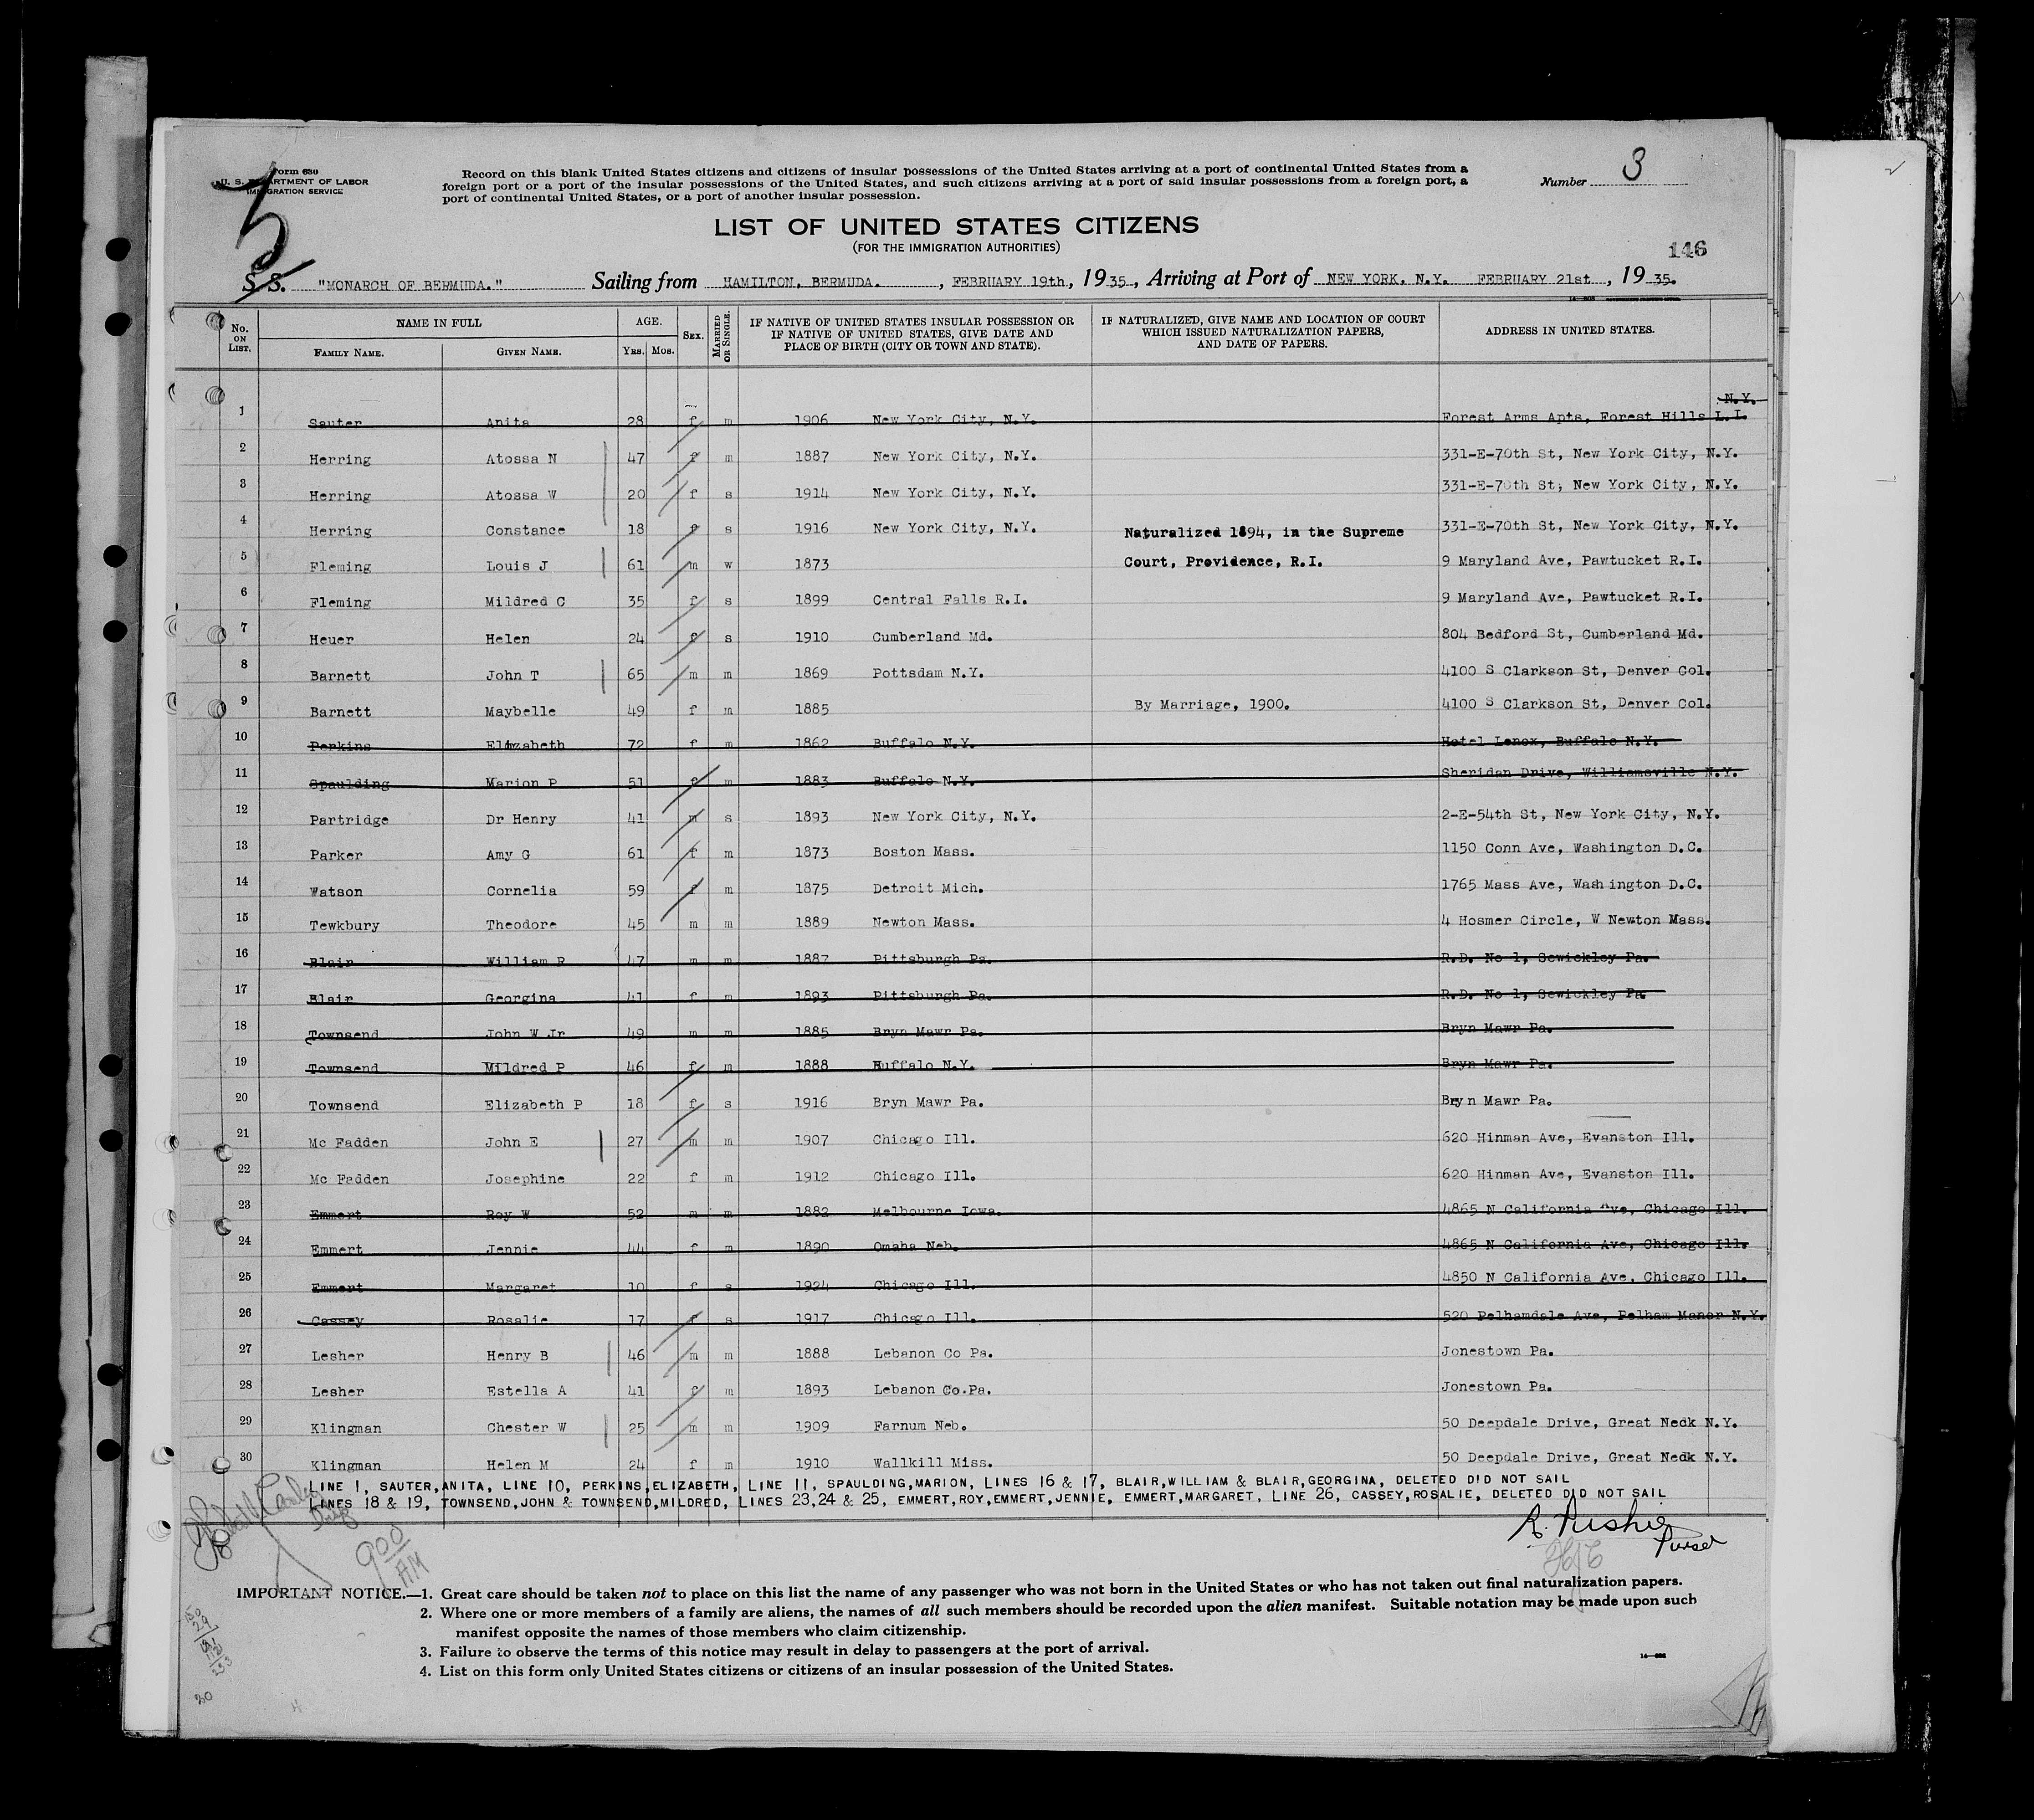 Form 630
U. S. DEPARTMENT OF LABOR
IMMIGRATION SERVICE
5
Record on this blank United States citizens and citizens of insular possessions of the United States arriving at a port of continental United States from a
foreign port or a port of the insular possessions of the United States, and such citizens arriving at a port of said insular possessions from a foreign port, a
port of continental United States, or a port of another insular possession.
Number 3
LIST OF UNITED STATES CITIZENS
(FOR THE IMMIGRATION AUTHORITIES)
146
S. S. "MONARCH OF BERMUDA." Sailing from HAMILTON, BERMUDA. , FEBRUARY 19th, 1935, Arriving at Port of NEW YORK, N.Y. FEBRUARY 21st, 1935.
No. ON LIST. NAME IN FULL FAMILY NAME. GIVEN NAME. AGE. YRS. MOS. SEX. MARRIED OR SINGLE. IF NATIVE OF UNITED STATES INSULAR POSSESSION OR IF NATIVE OF UNITED STATES, GIVE DATE AND PLACE OF BIRTH (CITY OR TOWN AND STATE). IF NATURALIZED, GIVE NAME AND LOCATION OF COURT WHICH ISSUED NATURALIZATION PAPERS, AND DATE OF PAPERS. ADDRESS IN UNITED STATES.
1 Sauter Anita 28 f m 1906 New York City, N.Y. Forest Arms Apts, Forest Hills L.I. N.Y.
2 Herring Atossa N 47 f m 1887 New York City, N.Y. 331-E-70th St, New York City, N.Y.
3 Herring Atossa W 20 f s 1914 New York City, N.Y. 331-E-70th St, New York City, N.Y.
4 Herring Constance 18 f s 1916 New York City, N.Y. Naturalized 1894, in the Supreme 331-E-70th St, New York City, N.Y.
5 Fleming Louis J 61 m w 1873 Court, Providence, R.I. 9 Maryland Ave, Pawtucket R.I.
6 Fleming Mildred C 35 f s 1899 Central Falls R.I. 9 Maryland Ave, Pawtucket R.I.
7 Heuer Helen 24 f s 1910 Cumberland Md. 804 Bedford St, Cumberland Md.
8 Barnett John T 65 m m 1869 Pottsdam N.Y. 4100 S Clarkson St, Denver Col.
9 Barnett Maybelle 49 f m 1885 By Marriage, 1900. 4100 S Clarkson St, Denver Col.
10 Perkins Elizabeth 72 f m 1862 Buffalo N.Y. Hotel Lenox, Buffalo N.Y.
11 Spaulding Marion P 51 f m 1883 Buffalo N.Y. Sheridan Drive, Williamsville N.Y.
12 Partridge Dr Henry 41 m s 1893 New York City, N.Y. 2-E-54th St, New York City, N.Y.
13 Parker Amy G 61 f m 1873 Boston Mass. 1150 Conn Ave, Washington D.C.
14 Watson Cornelia 59 f m 1875 Detroit Mich. 1765 Mass Ave, Washington D.C.
15 Tewkbury Theodore 45 m m 1889 Newton Mass. 4 Hosmer Circle, W Newton Mass.
16 Blair William R 47 m m 1887 Pittsburgh Pa. R.D. No 1, Sewickley Pa.
17 Blair Georgina 41 f m 1893 Pittsburgh Pa. R.D. No 1, Sewickley Pa.
18 Townsend John W Jr 49 m m 1885 Bryn Mawr Pa. Bryn Mawr Pa.
19 Townsend Mildred P 46 f m 1888 Buffalo N.Y. Bryn Mawr Pa.
20 Townsend Elizabeth P 18 f s 1916 Bryn Mawr Pa. Bryn Mawr Pa.
21 Mc Fadden John E 27 m m 1907 Chicago Ill. 620 Hinman Ave, Evanston Ill.
22 Mc Fadden Josephine 22 f m 1912 Chicago Ill. 620 Hinman Ave, Evanston Ill.
23 Emmert Roy W 52 m m 1882 Melbourne Iowa. 4865 N California Ave, Chicago Ill.
24 Emmert Jennie 44 f m 1890 Omaha Neb. 4865 N California Ave, Chicago Ill.
25 Emmert Margaret 10 f s 1924 Chicago Ill. 4850 N California Ave, Chicago Ill.
26 Cassey Rosalie 17 f s 1917 Chicago Ill. 520 Pelhamdale Ave, Pelham Manor N.Y.
27 Lesher Henry B 46 m m 1888 Lebanon Co Pa. Jonestown Pa.
28 Lesher Estella A 41 f m 1893 Lebanon Co.Pa. Jonestown Pa.
29 Klingman Chester W 25 m m 1909 Farnum Neb. 50 Deepdale Drive, Great Neck N.Y.
30 Klingman Helen M 24 f m 1910 Wallkill Miss. 50 Deepdale Drive, Great Neck N.Y.
LINE 1, SAUTER,ANITA, LINE 10, PERKINS,ELIZABETH, LINE 11, SPAULDING,MARION, LINES 16 & 17, BLAIR,WILLIAM & BLAIR,GEORGINA, DELETED DID NOT SAIL
LINES 18 & 19, TOWNSEND,JOHN & TOWNSEND,MILDRED, LINES 23,24 & 25, EMMERT,ROY,EMMERT,JENNIE, EMMERT,MARGARET, LINE 26, CASSEY,ROSALIE, DELETED DID NOT SAIL
900
AM
Purser
IMPORTANT NOTICE.—1. Great care should be taken not to place on this list the name of any passenger who was not born in the United States or who has not taken out final naturalization papers.
2. Where one or more members of a family are aliens, the names of all such members should be recorded upon the alien manifest. Suitable notation may be made upon such
manifest opposite the names of those members who claim citizenship.
3. Failure to observe the terms of this notice may result in delay to passengers at the port of arrival.
4. List on this form only United States citizens or citizens of an insular possession of the United States.
20